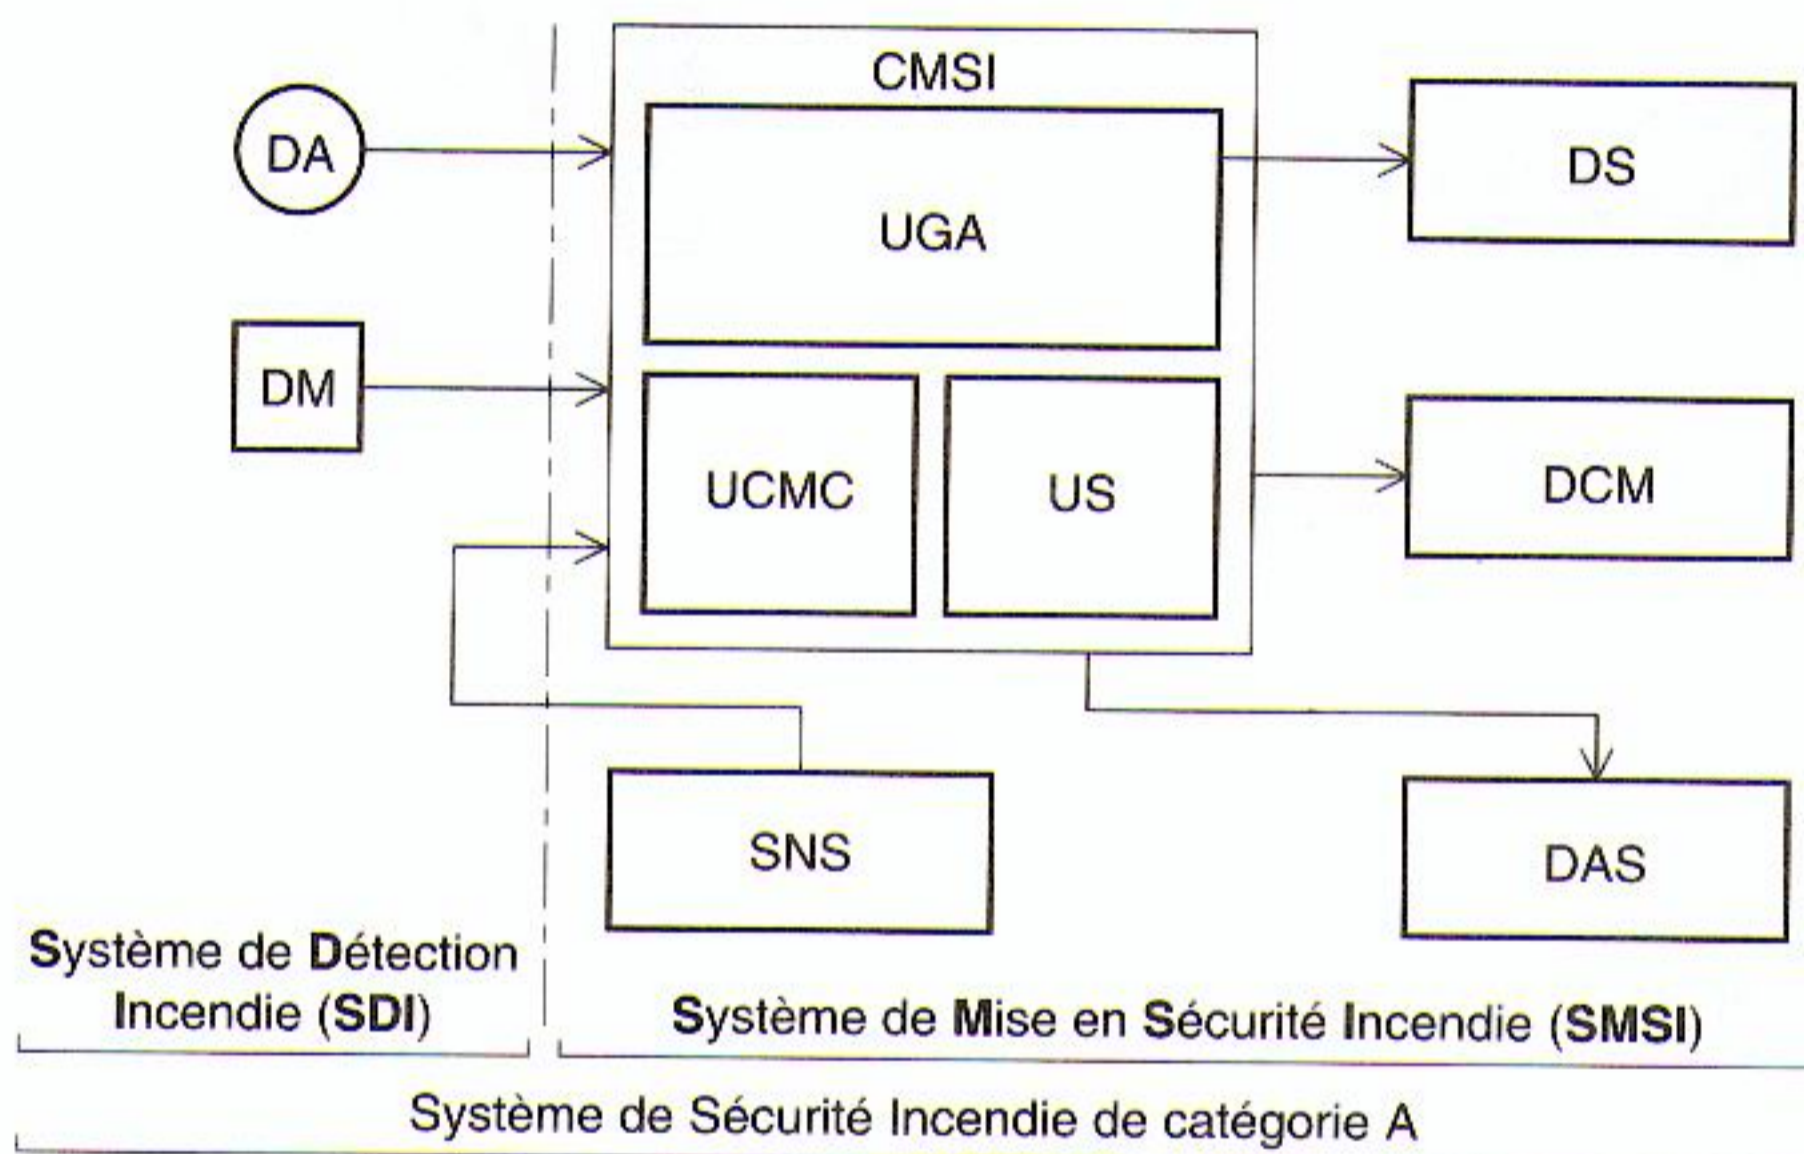 CMSI
DA
UGA
DS
DM
UCMC
US
DCM
SNS
DAS
Système de Détection
Incendie (SDI)
Système de Mise en Sécurité Incendie (SMSI)
Système de Sécurité Incendie de catégorie A